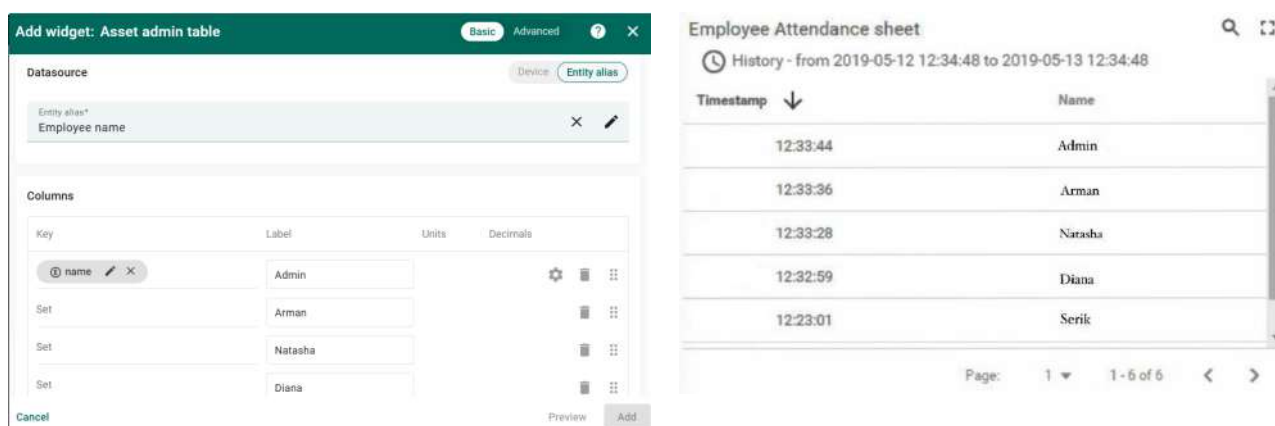 Add widget: Asset admin table Basic Advanced ?
Datasource Device Entity alias
Entity alias*
Employee name
Columns
Key Label Units Decimals
name Admin
Set Arman
Set Natasha
Set Diana
Cancel Preview Add
Employee Attendance sheet
History - from 2019-05-12 12:34:48 to 2019-05-13 12:34:48
Timestamp Name
12:33:44 Admin
12:33:36 Arman
12:33:28 Natasha
12:32:59 Diana
12:23:01 Serik
Page: 1 1 - 6 of 6